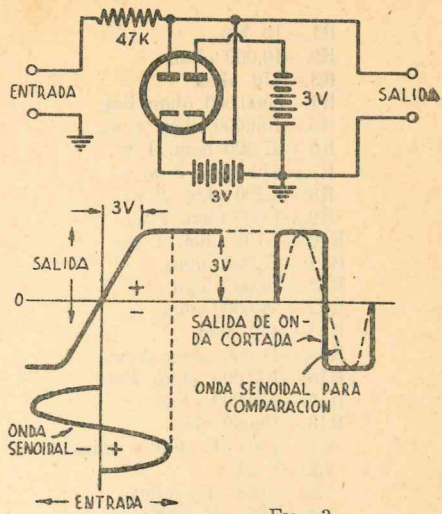 47K
ENTRADA
3V
SALIDA
3V
3V
SALIDA
0
+
−
3V
SALIDA DE ON-
DA CORTADA
ONDA SENOIDAL PARA
COMPARACION
ONDA
SENOIDAL
−
+
ENTRADA